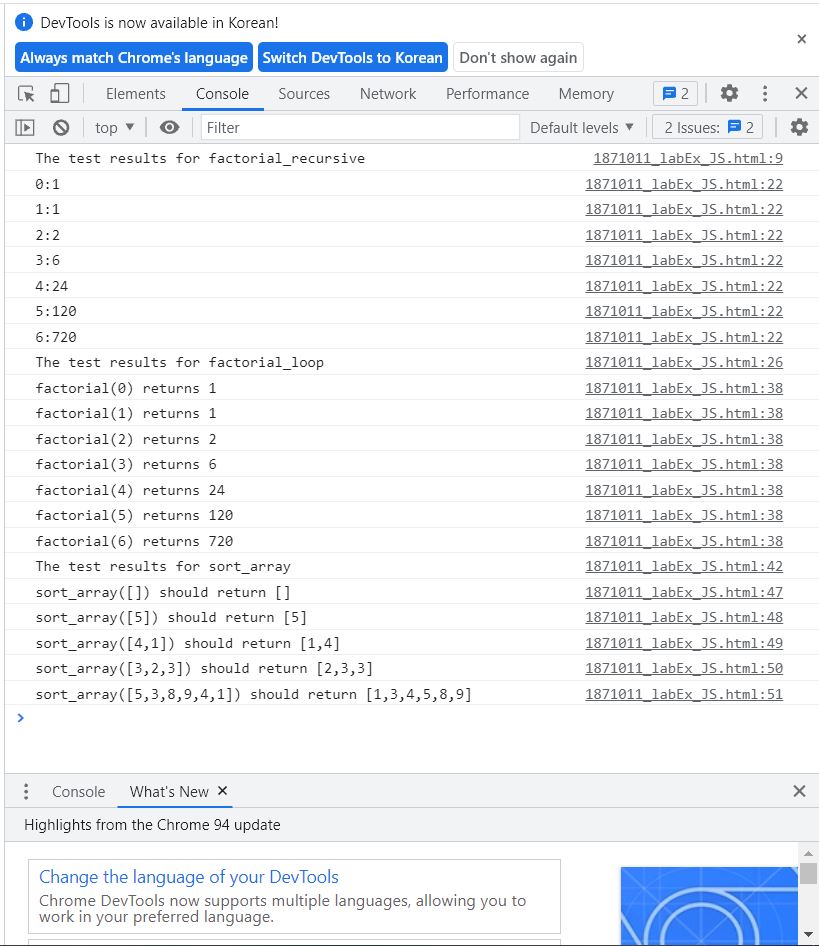 DevTools is now available in Korean!
Always match Chrome's language Switch DevTools to Korean Don't show again
Elements Console Sources Network Performance Memory 2
top Filter Default levels 2 Issues: 2
The test results for factorial_recursive 1871011_labEx_JS.html:9
0:1 1871011_labEx_JS.html:22
1:1 1871011_labEx_JS.html:22
2:2 1871011_labEx_JS.html:22
3:6 1871011_labEx_JS.html:22
4:24 1871011_labEx_JS.html:22
5:120 1871011_labEx_JS.html:22
6:720 1871011_labEx_JS.html:22
The test results for factorial_loop 1871011_labEx_JS.html:26
factorial(0) returns 1 1871011_labEx_JS.html:38
factorial(1) returns 1 1871011_labEx_JS.html:38
factorial(2) returns 2 1871011_labEx_JS.html:38
factorial(3) returns 6 1871011_labEx_JS.html:38
factorial(4) returns 24 1871011_labEx_JS.html:38
factorial(5) returns 120 1871011_labEx_JS.html:38
factorial(6) returns 720 1871011_labEx_JS.html:38
The test results for sort_array 1871011_labEx_JS.html:42
sort_array([]) should return [] 1871011_labEx_JS.html:47
sort_array([5]) should return [5] 1871011_labEx_JS.html:48
sort_array([4,1]) should return [1,4] 1871011_labEx_JS.html:49
sort_array([3,2,3]) should return [2,3,3] 1871011_labEx_JS.html:50
sort_array([5,3,8,9,4,1]) should return [1,3,4,5,8,9] 1871011_labEx_JS.html:51
Console What's New
Highlights from the Chrome 94 update
Change the language of your DevTools
Chrome DevTools now supports multiple languages, allowing you to
work in your preferred language.